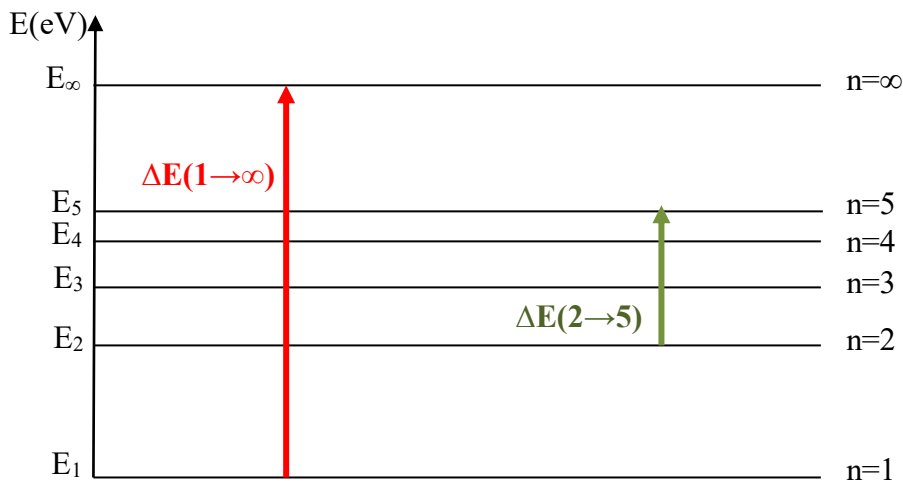 E(eV)
E∞ n=∞
ΔE(1→∞)
E5 n=5
E4 n=4
E3 n=3
ΔE(2→5)
E2 n=2
E1 n=1